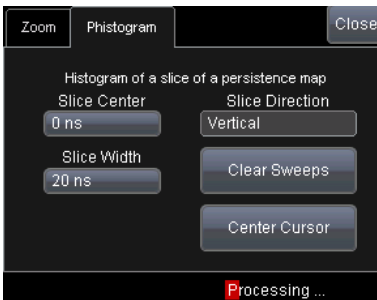 Zoom
Phistogram
Close
Histogram of a slice of a persistence map
Slice Center
Slice Direction
0 ns
Vertical
Slice Width
20 ns
Clear Sweeps
Center Cursor
Processing ...